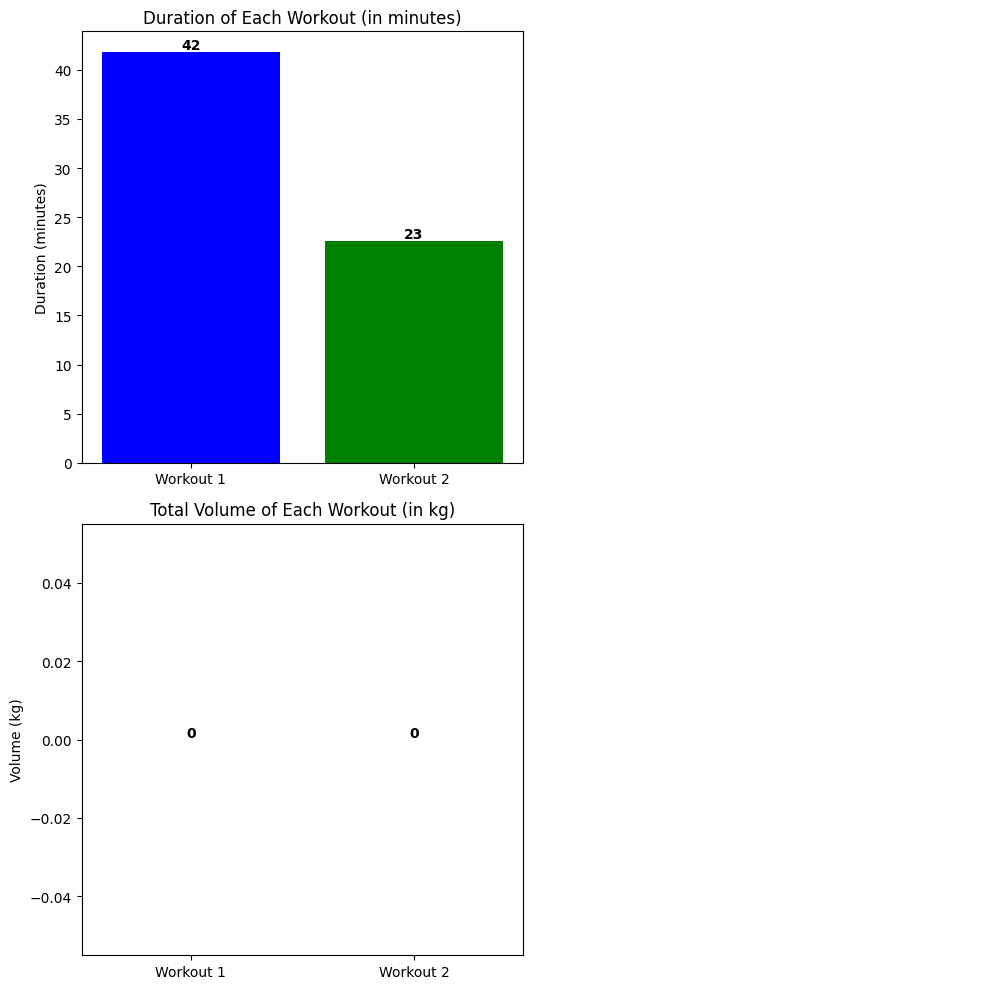 Duration of Each Workout (in minutes)
42
40
35
30
25
23
20
15
10
5
0
Duration (minutes)
Workout 1
Workout 2
Total Volume of Each Workout (in kg)
0.04
0.02
0.00
−0.02
−0.04
Volume (kg)
0
0
Workout 1
Workout 2